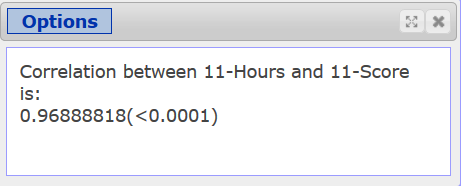 Options
Correlation between 11-Hours and 11-Score
is:
0.96888818(<0.0001)